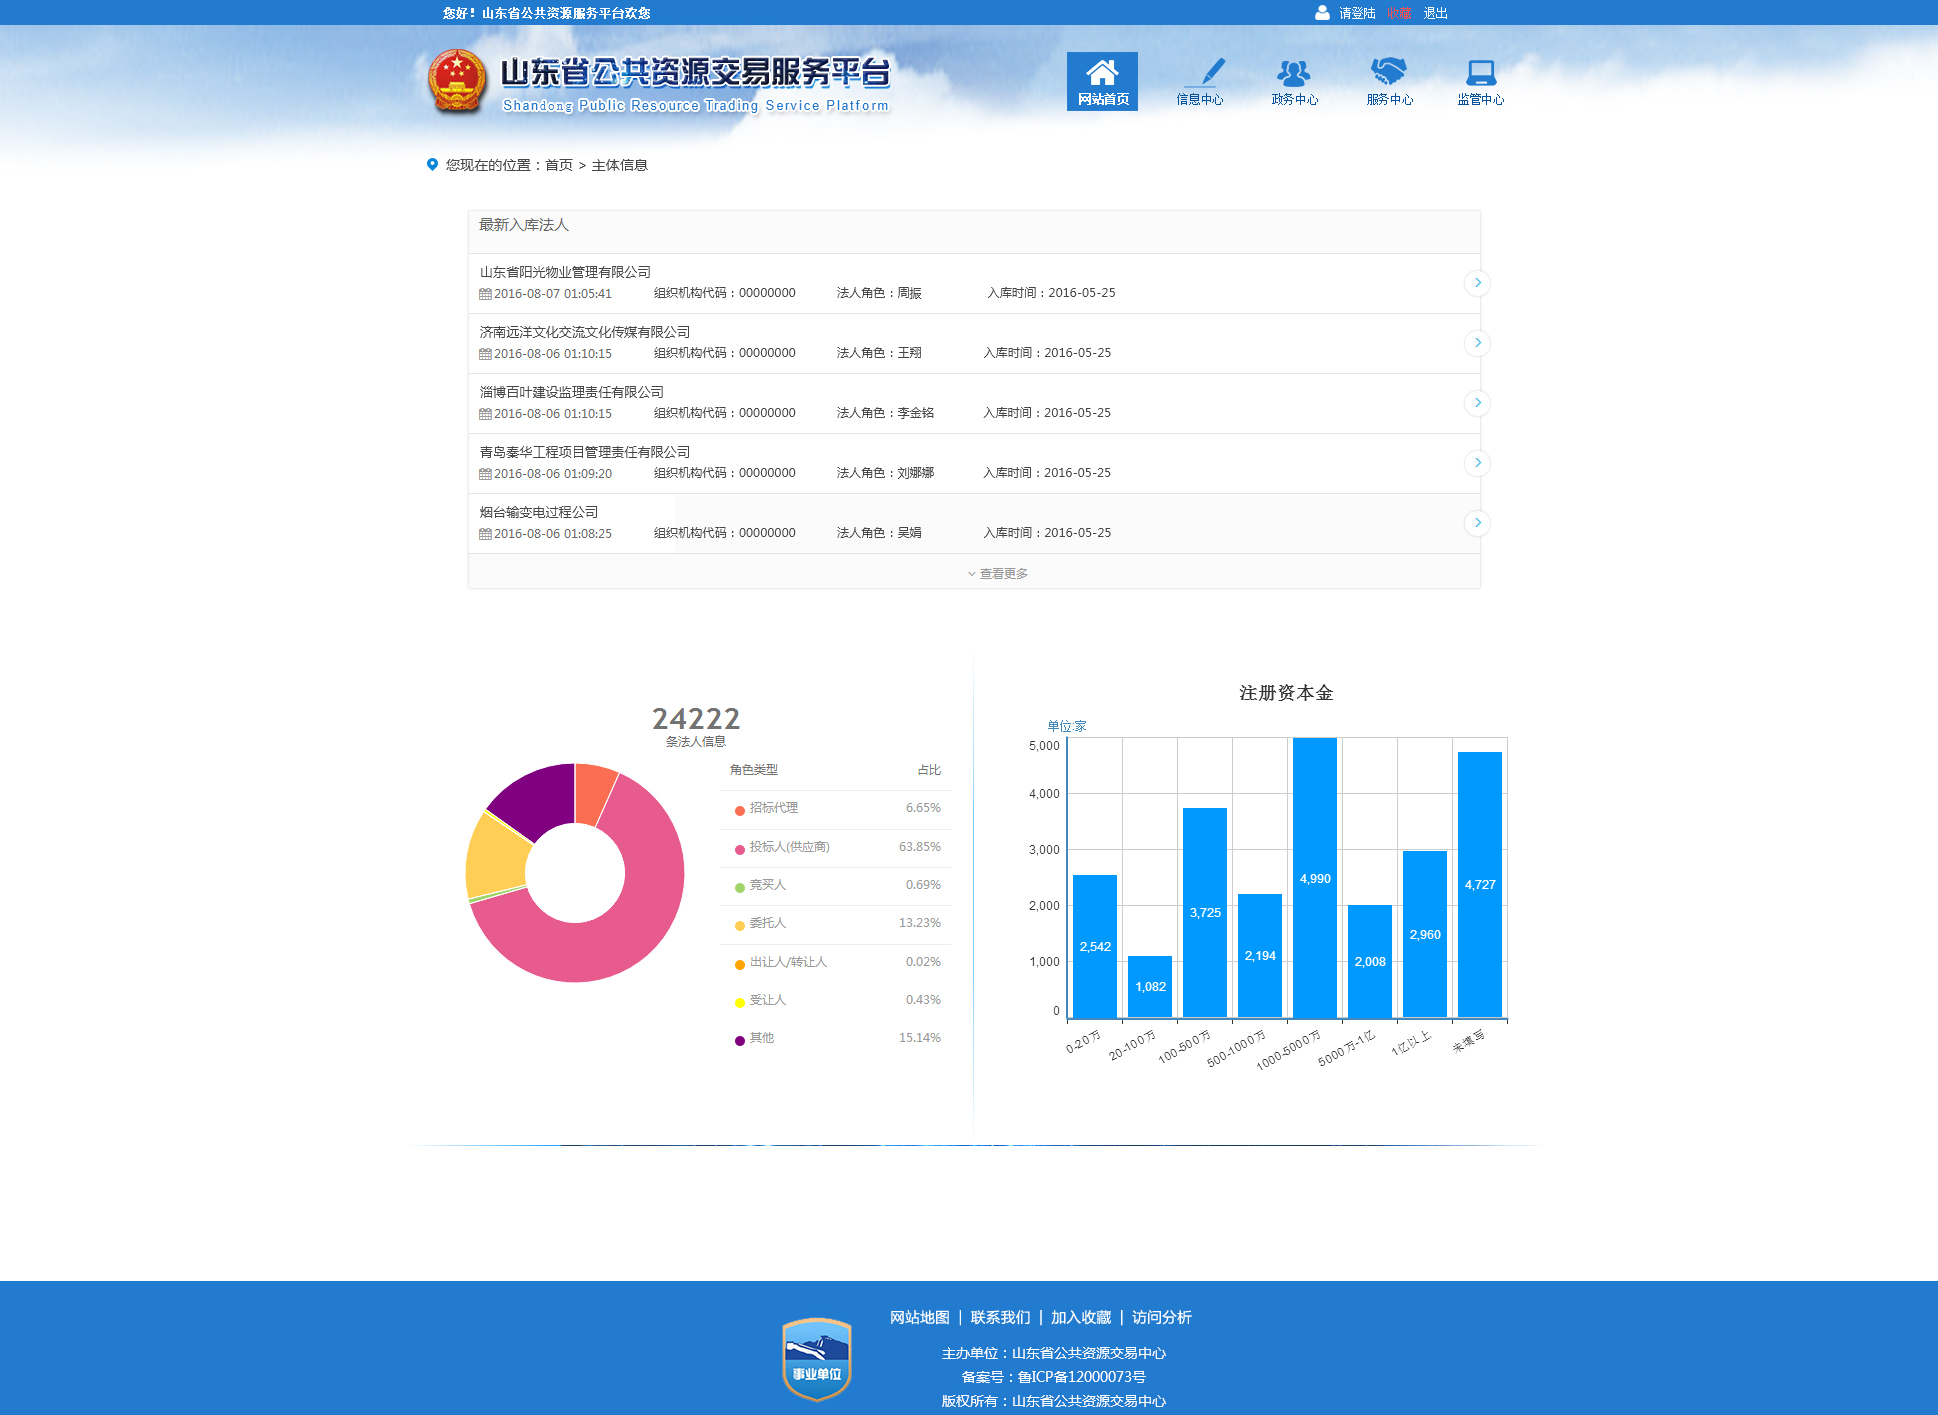 您好！山东省公共资源服务平台欢您
请登陆 收藏 退出
山东省公共资源交易服务平台
Shandong Public Resource Trading Service Platform
网站首页 信息中心 政务中心 服务中心 监管中心
您现在的位置：首页 > 主体信息
最新入库法人
山东省阳光物业管理有限公司
2016-08-07 01:05:41 组织机构代码：00000000 法人角色：周振 入库时间：2016-05-25
济南远洋文化交流文化传媒有限公司
2016-08-06 01:10:15 组织机构代码：00000000 法人角色：王翔 入库时间：2016-05-25
淄博百叶建设监理责任有限公司
2016-08-06 01:10:15 组织机构代码：00000000 法人角色：李金铭 入库时间：2016-05-25
青岛秦华工程项目管理责任有限公司
2016-08-06 01:09:20 组织机构代码：00000000 法人角色：刘娜娜 入库时间：2016-05-25
烟台输变电过程公司
2016-08-06 01:08:25 组织机构代码：00000000 法人角色：吴娟 入库时间：2016-05-25
查看更多
24222
条法人信息
角色类型 占比
招标代理 6.65%
投标人(供应商) 63.85%
竞买人 0.69%
委托人 13.23%
出让人/转让人 0.02%
受让人 0.43%
其他 15.14%
注册资本金
单位:家
5,000
4,000
3,000
2,000
1,000
0
2,542
1,082
3,725
2,194
4,990
2,008
2,960
4,727
0-20万
20-100万
100-500万
500-1000万
1000-5000万
5000万-1亿
1亿以上
未填写
网站地图 | 联系我们 | 加入收藏 | 访问分析
事业单位
主办单位：山东省公共资源交易中心
备案号：鲁ICP备12000073号
版权所有：山东省公共资源交易中心